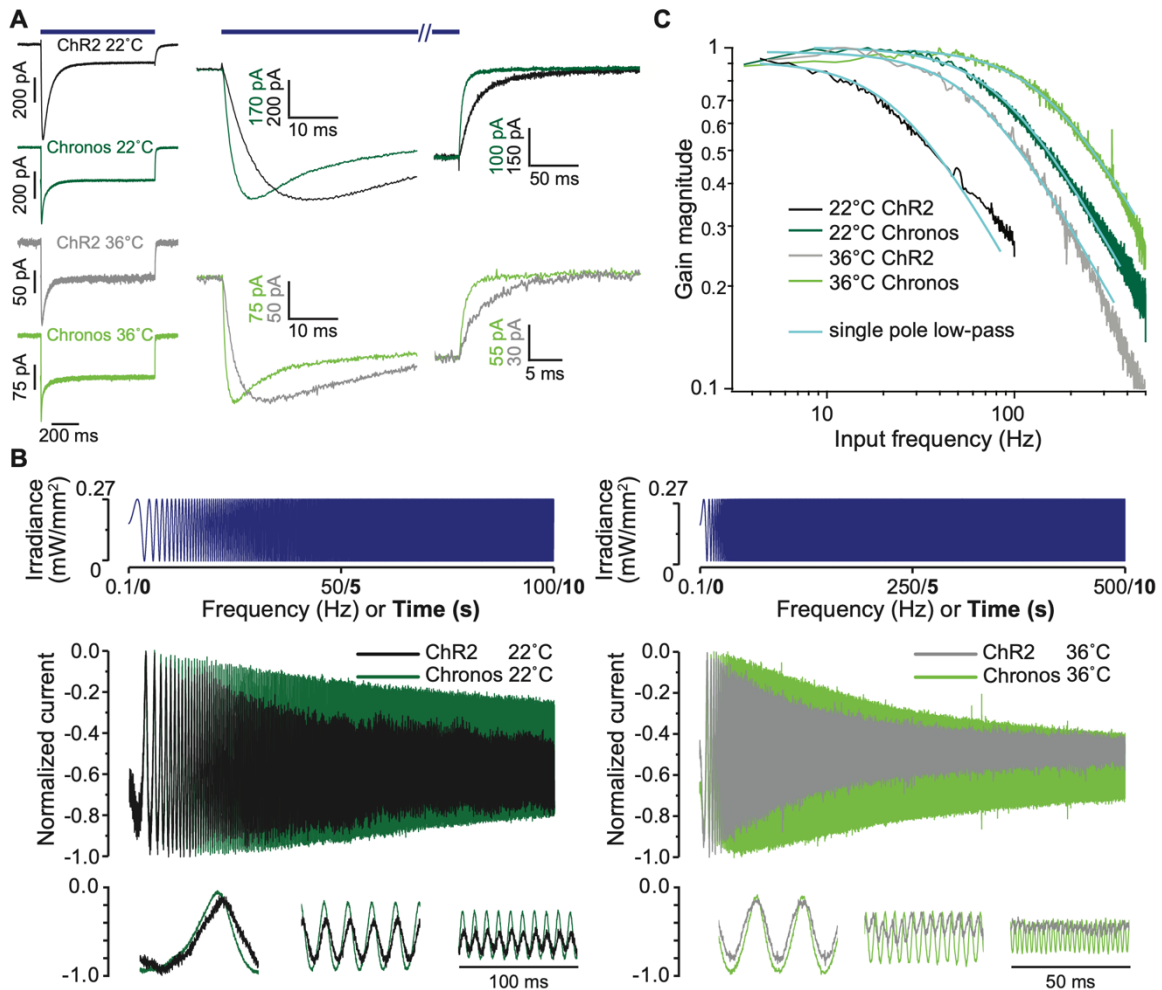 A
ChR2 22˚C
200 pA
Chronos 22˚C
200 pA
ChR2 36˚C
50 pA
Chronos 36˚C
75 pA
200 ms
170 pA
200 pA
10 ms
100 pA
150 pA
50 ms
75 pA
50 pA
10 ms
55 pA
30 pA
5 ms
C
Gain magnitude
1
0.7
0.6
0.5
0.4
0.3
0.2
0.1
22°C ChR2
22°C Chronos
36°C ChR2
36°C Chronos
single pole low-pass
10
100
Input frequency (Hz)
B
Irradiance
(mW/mm²)
0.27
0
0.1/0
50/5
100/10
Frequency (Hz) or Time (s)
Irradiance
(mW/mm²)
0.27
0
0.1/0
250/5
500/10
Frequency (Hz) or Time (s)
Normalized current
0.0
-0.2
-0.4
-0.6
-0.8
-1.0
ChR2 22˚C
Chronos 22˚C
Normalized current
0.0
-0.2
-0.4
-0.6
-0.8
-1.0
ChR2 36˚C
Chronos 36˚C
0.0
-1.0
100 ms
0.0
-1.0
50 ms